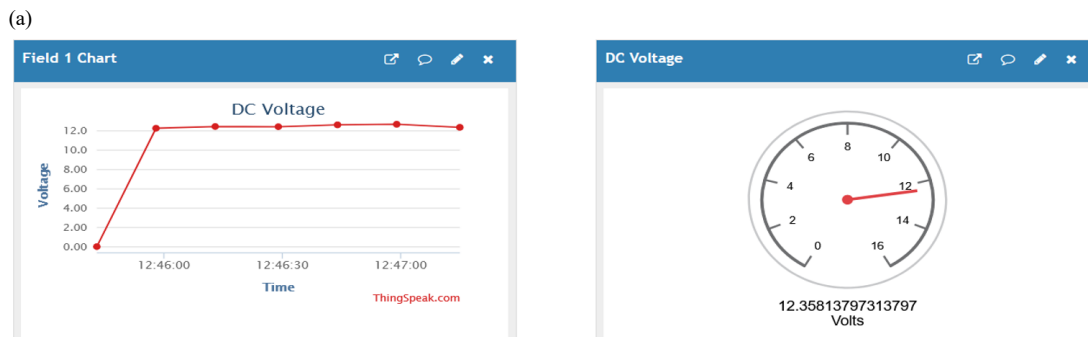 (a)
Field 1 Chart
DC Voltage
12.0
10.0
8.00
6.00
4.00
2.00
0.00
Voltage
12:46:00 12:46:30 12:47:00
Time
ThingSpeak.com
DC Voltage
0
2
4
6
8
10
12
14
16
12.35813797313797
Volts